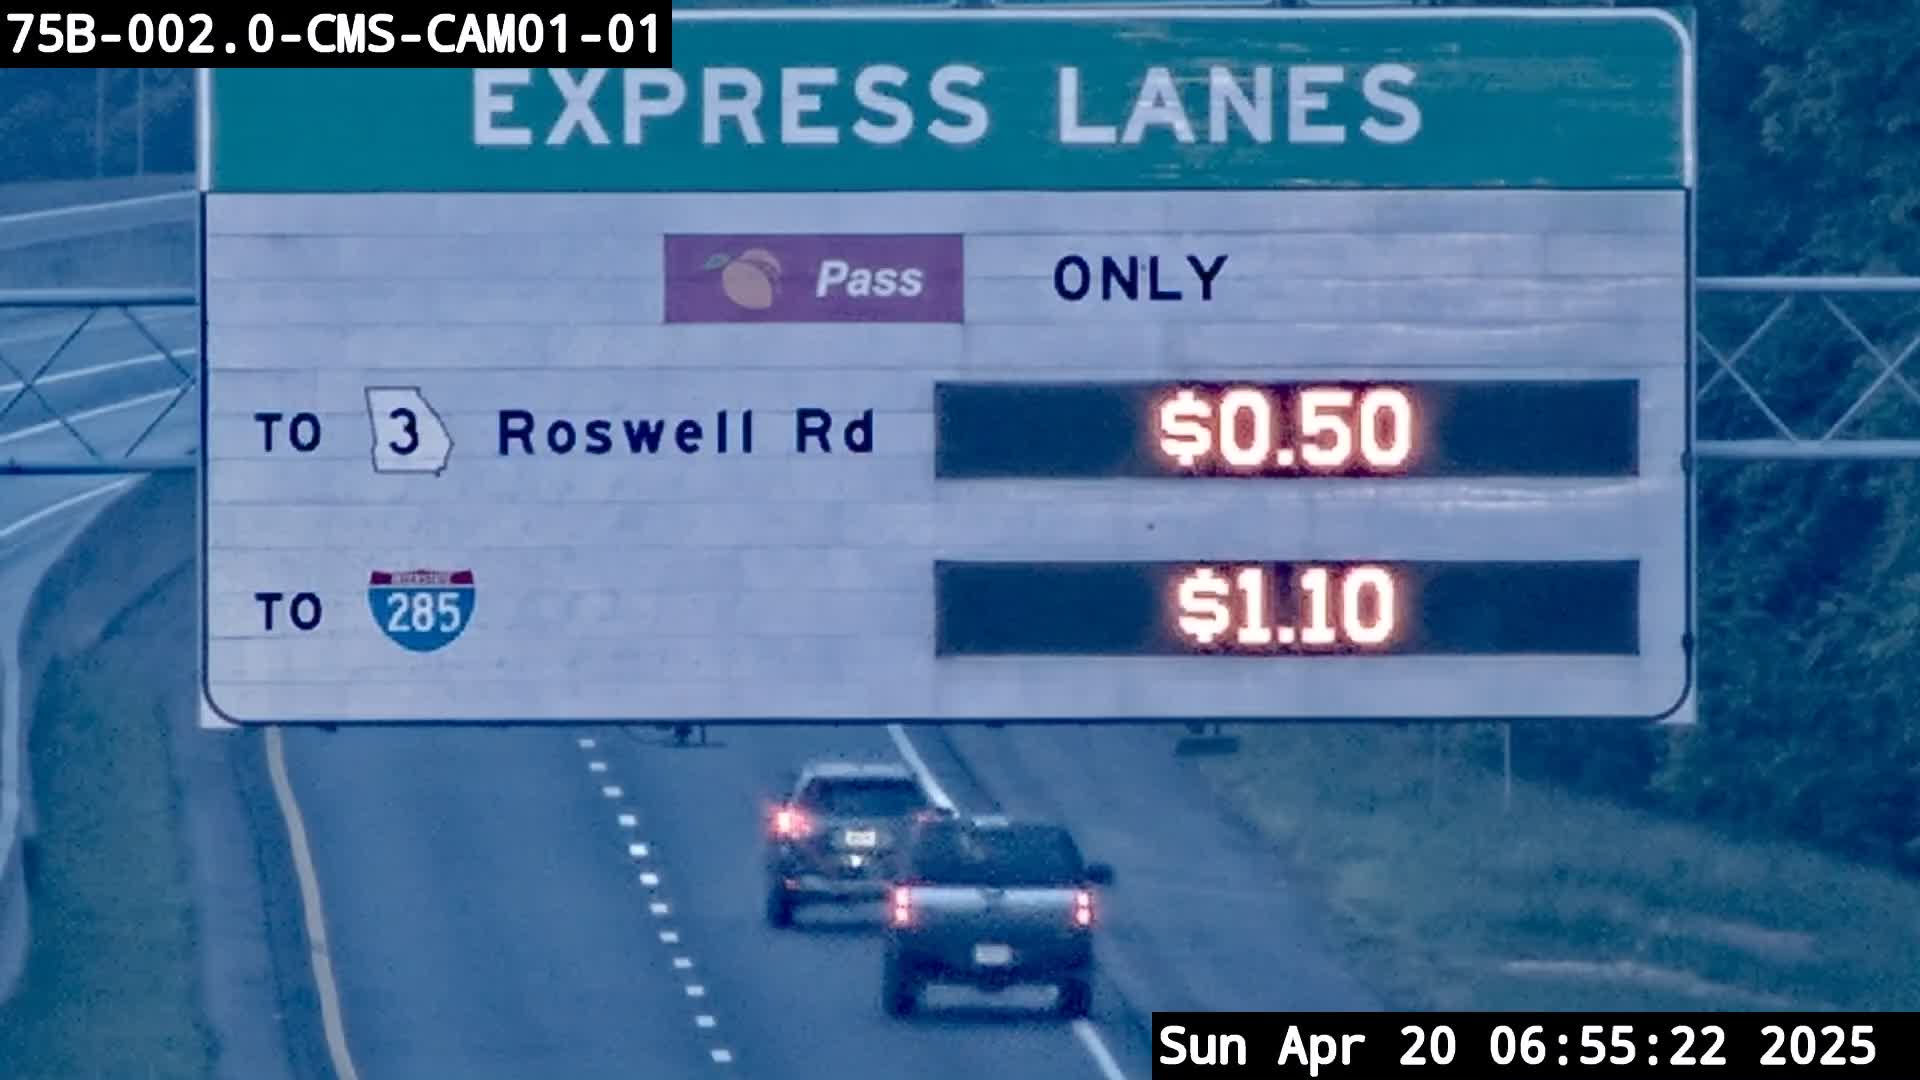 75B-002.0-CMS-CAM01-01
EXPRESS LANES
Pass ONLY
TO 3 Roswell Rd $0.50
TO 285 $1.10
Sun Apr 20 06:55:22 2025